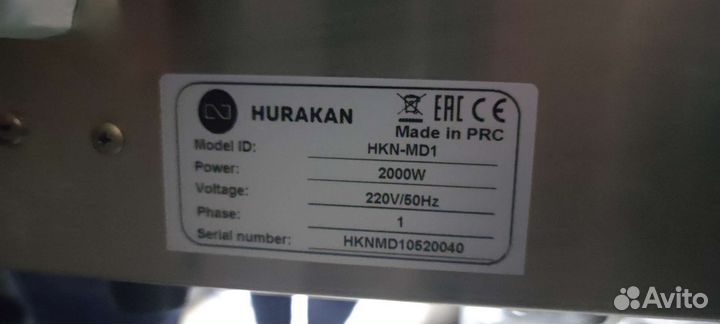 HURAKAN
EAC CE
Made in PRC
Model ID: HKN-MD1
Power: 2000W
Voltage: 220V/50Hz
Phase: 1
Serial number: HKNMD10520040
Avito